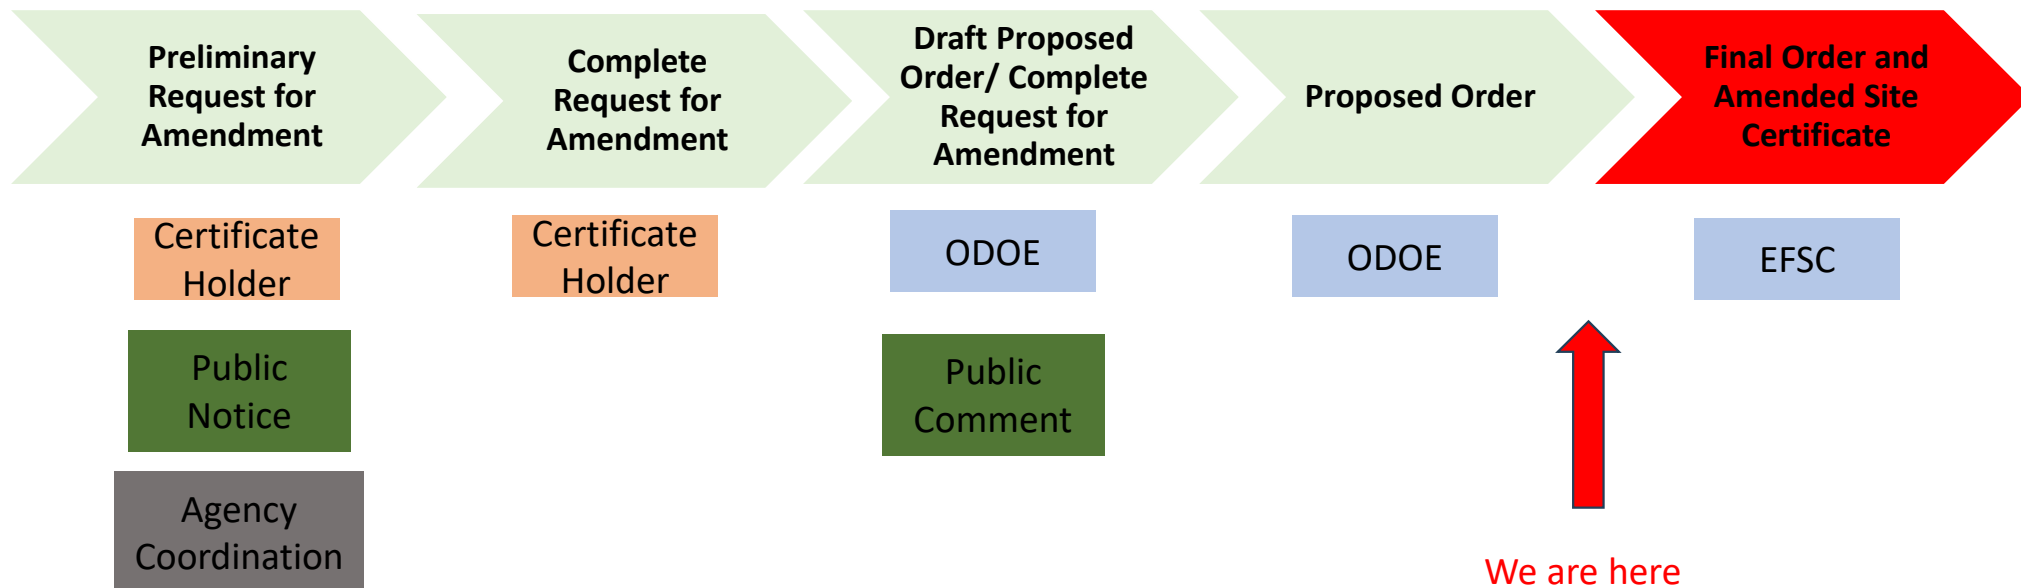 Preliminary
Request for
Amendment
Complete
Request for
Amendment
Draft Proposed
Order/ Complete
Request for
Amendment
Proposed Order
Final Order and
Amended Site
Certificate
Certificate
Holder
Certificate
Holder
ODOE
ODOE
EFSC
Public
Notice
Public
Comment
Agency
Coordination
We are here